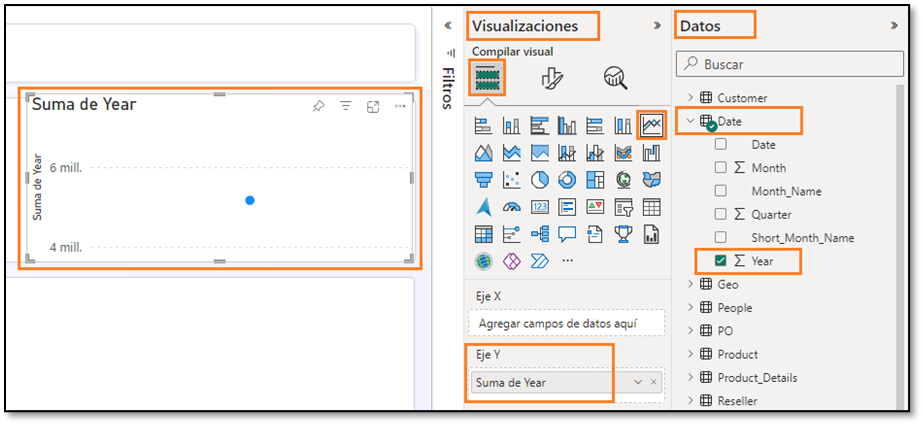 Suma de Year
Suma de Year
6 mill.
4 mill.
Filtros
Visualizaciones
Compilar visual
123
Eje X
Agregar campos de datos aquí
Eje Y
Suma de Year
Datos
Buscar
Customer
Date
Date
Month
Month_Name
Quarter
Short_Month_Name
Year
Geo
People
PO
Product
Product_Details
Reseller